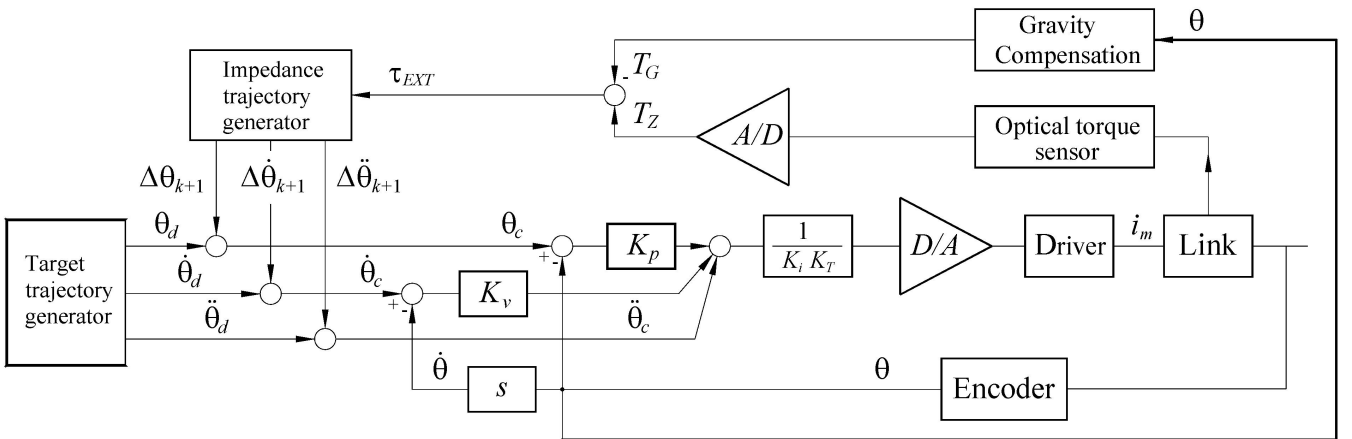 Gravity
Compensation
θ
Impedance
trajectory
generator
τ_EXT
- T_G
T_Z
A/D
Optical torque
sensor
Δθ_{k+1}
Δθ̇_{k+1}
Δθ̈_{k+1}
Target
trajectory
generator
θ_d
θ̇_d
θ̈_d
θ_c
θ̇_c
θ̈_c
+ -
K_p
+ -
K_v
1
K_i K_T
D/A
Driver
i_m
Link
θ̇
s
θ
Encoder